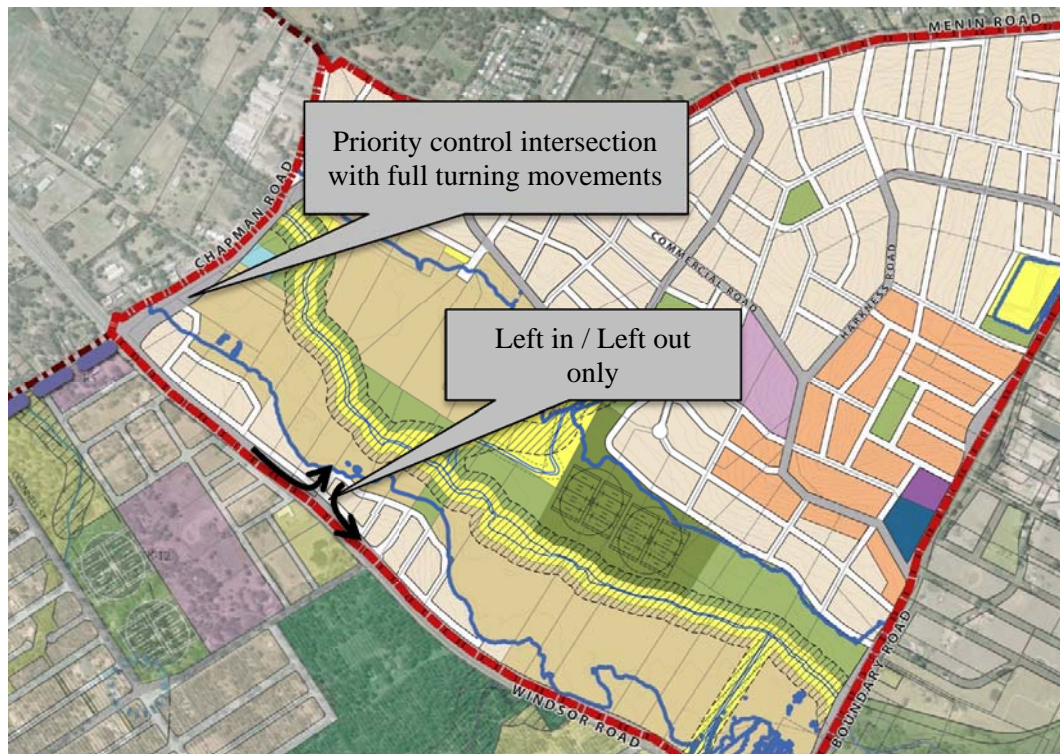 MENIN ROAD
Priority control intersection
with full turning movements
CHAPMAN ROAD
COMMERCIAL ROAD
HARKNESS ROAD
Left in / Left out
only
K-12
WINDSOR ROAD
BOUNDARY ROAD